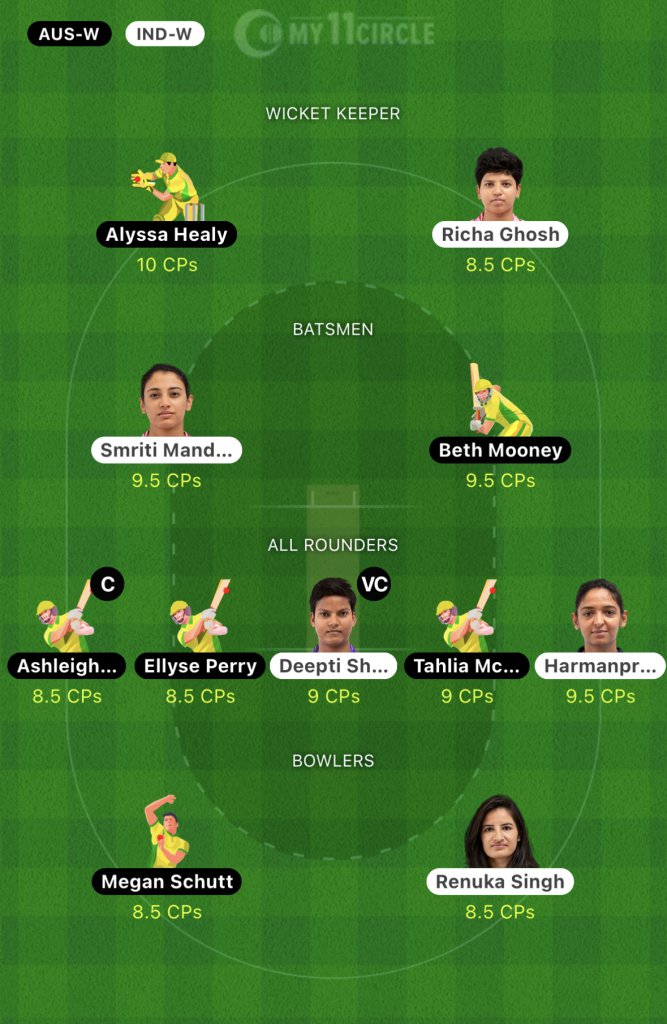 AUS-W IND-W MY11CIRCLE
WICKET KEEPER
Alyssa Healy Richa Ghosh
10 CPs 8.5 CPs
BATSMEN
Smriti Mand... Beth Mooney
9.5 CPs 9.5 CPs
ALL ROUNDERS
C VC
Ashleigh... Ellyse Perry Deepti Sh... Tahlia Mc... Harmanpr...
8.5 CPs 8.5 CPs 9 CPs 9 CPs 9.5 CPs
BOWLERS
Megan Schutt Renuka Singh
8.5 CPs 8.5 CPs